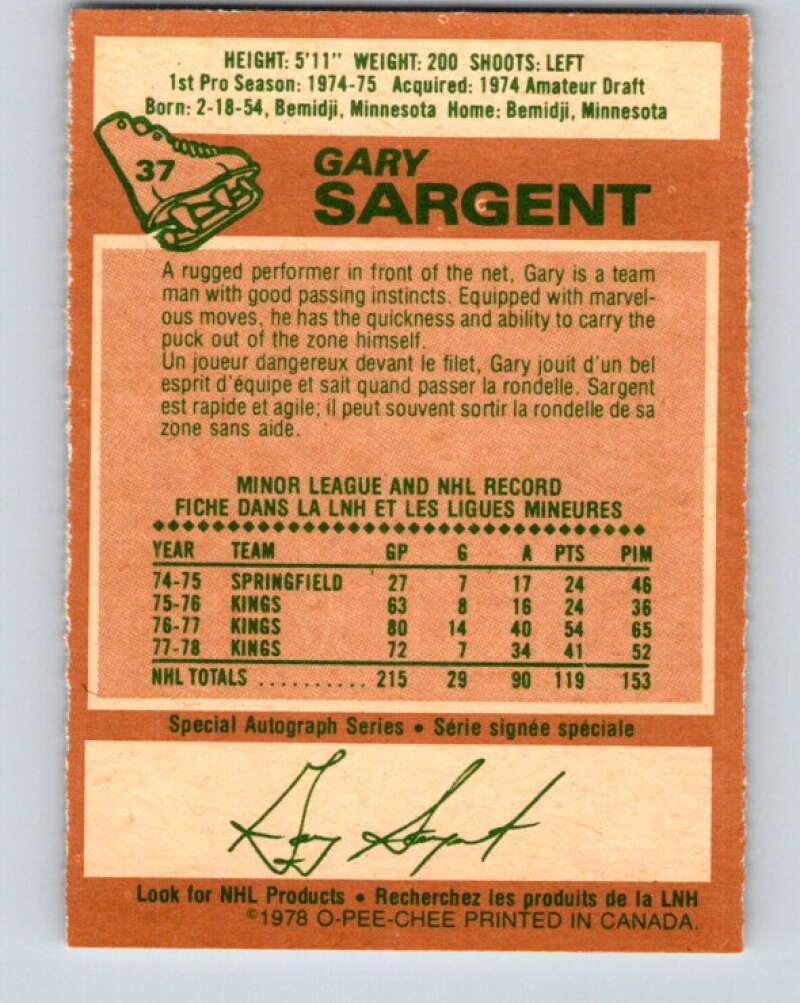 HEIGHT: 5'11" WEIGHT: 200 SHOOTS: LEFT
1st Pro Season: 1974-75 Acquired: 1974 Amateur Draft
Born: 2-18-54, Bemidji, Minnesota Home: Bemidji, Minnesota
37
GARY
SARGENT
A rugged performer in front of the net, Gary is a team
man with good passing instincts. Equipped with marvel-
ous moves, he has the quickness and ability to carry the
puck out of the zone himself.
Un joueur dangereux devant le filet, Gary jouit d'un bel
esprit d'équipe et sait quand passer la rondelle. Sargent
est rapide et agile; il peut souvent sortir la rondelle de sa
zone sans aide.
MINOR LEAGUE AND NHL RECORD
FICHE DANS LA LNH ET LES LIGUES MINEURES
YEAR TEAM GP G A PTS PIM
74-75 SPRINGFIELD 27 7 17 24 46
75-76 KINGS 63 8 16 24 36
76-77 KINGS 80 14 40 54 65
77-78 KINGS 72 7 34 41 52
NHL TOTALS .......... 215 29 90 119 153
Special Autograph Series • Série signée spéciale
Gary Sargent
Look for NHL Products • Recherchez les produits de la LNH
©1978 O-PEE-CHEE PRINTED IN CANADA.